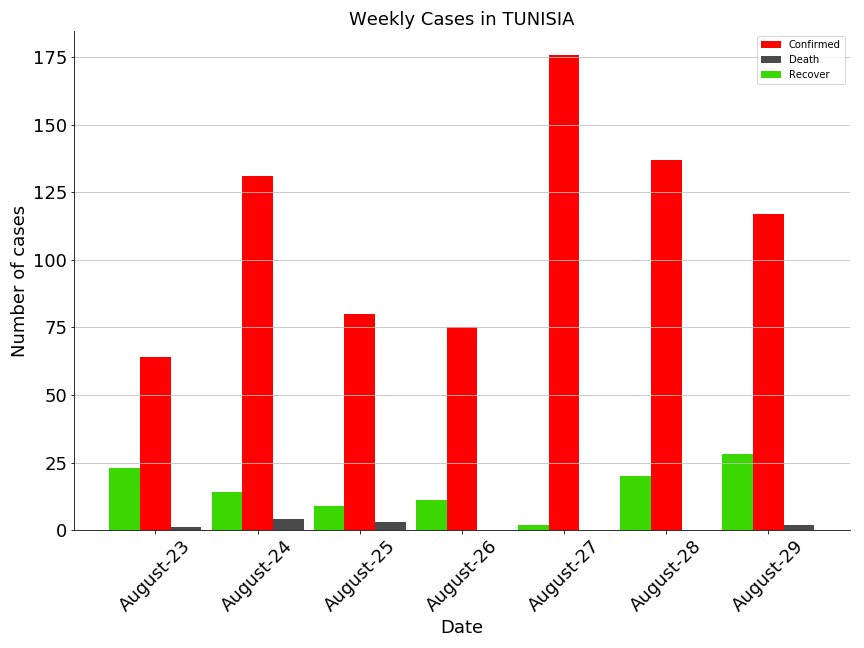 Weekly Cases in TUNISIA
Confirmed
Death
Recover
Number of cases
175
150
125
100
75
50
25
0
August-23
August-24
August-25
August-26
August-27
August-28
August-29
Date